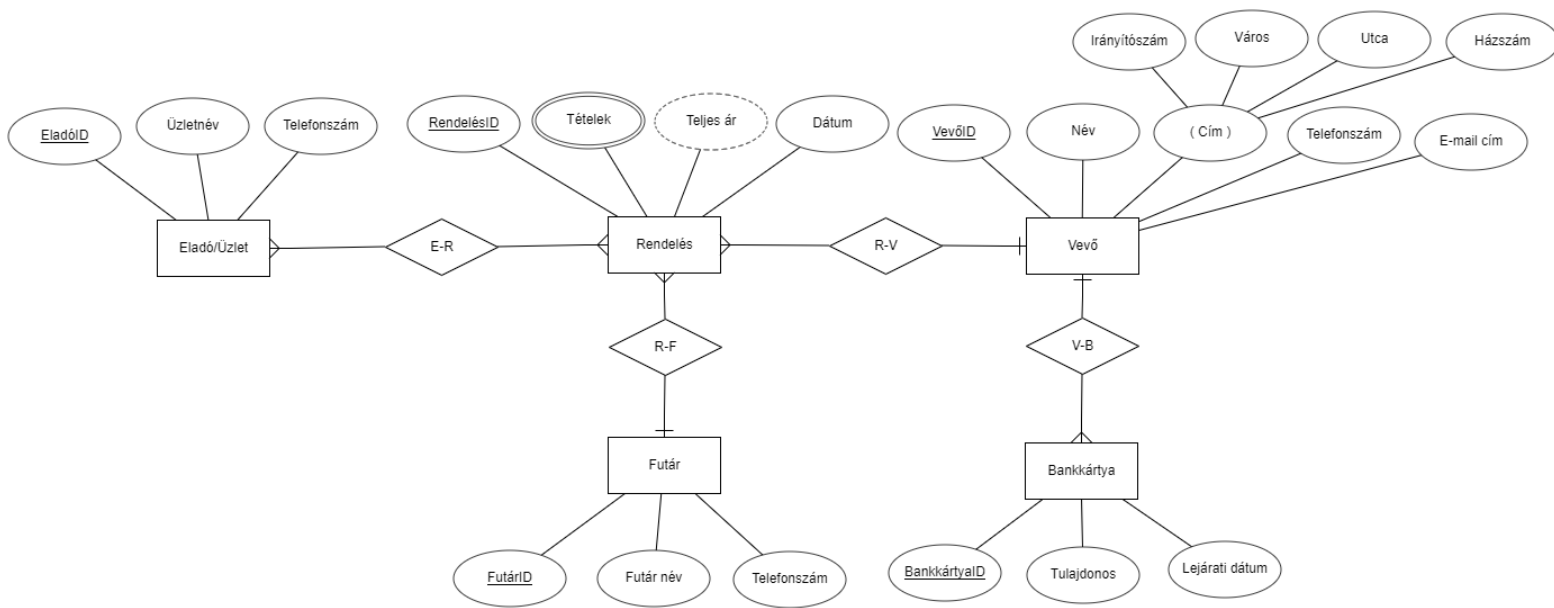 Irányítószám
Város
Utca
Házszám
EladóID
Üzletnév
Telefonszám
RendelésID
Tételek
Teljes ár
Dátum
VevőID
Név
( Cím )
Telefonszám
E-mail cím
Eladó/Üzlet
E-R
Rendelés
R-V
Vevő
R-F
V-B
Futár
Bankkártya
FutárID
Futár név
Telefonszám
BankkártyaID
Tulajdonos
Lejárati dátum